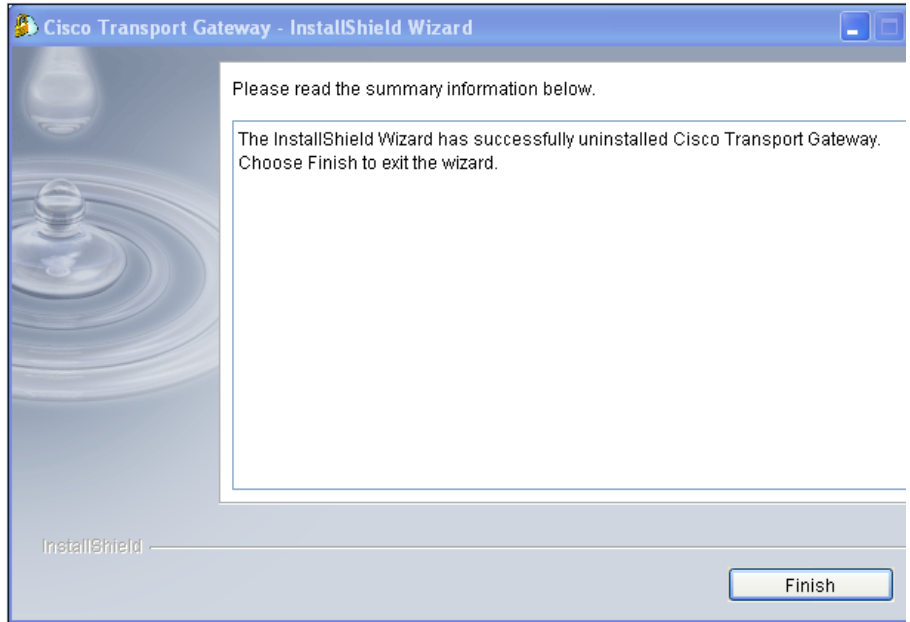 Cisco Transport Gateway - InstallShield Wizard
Please read the summary information below.
The InstallShield Wizard has successfully uninstalled Cisco Transport Gateway.
Choose Finish to exit the wizard.
InstallShield
Finish